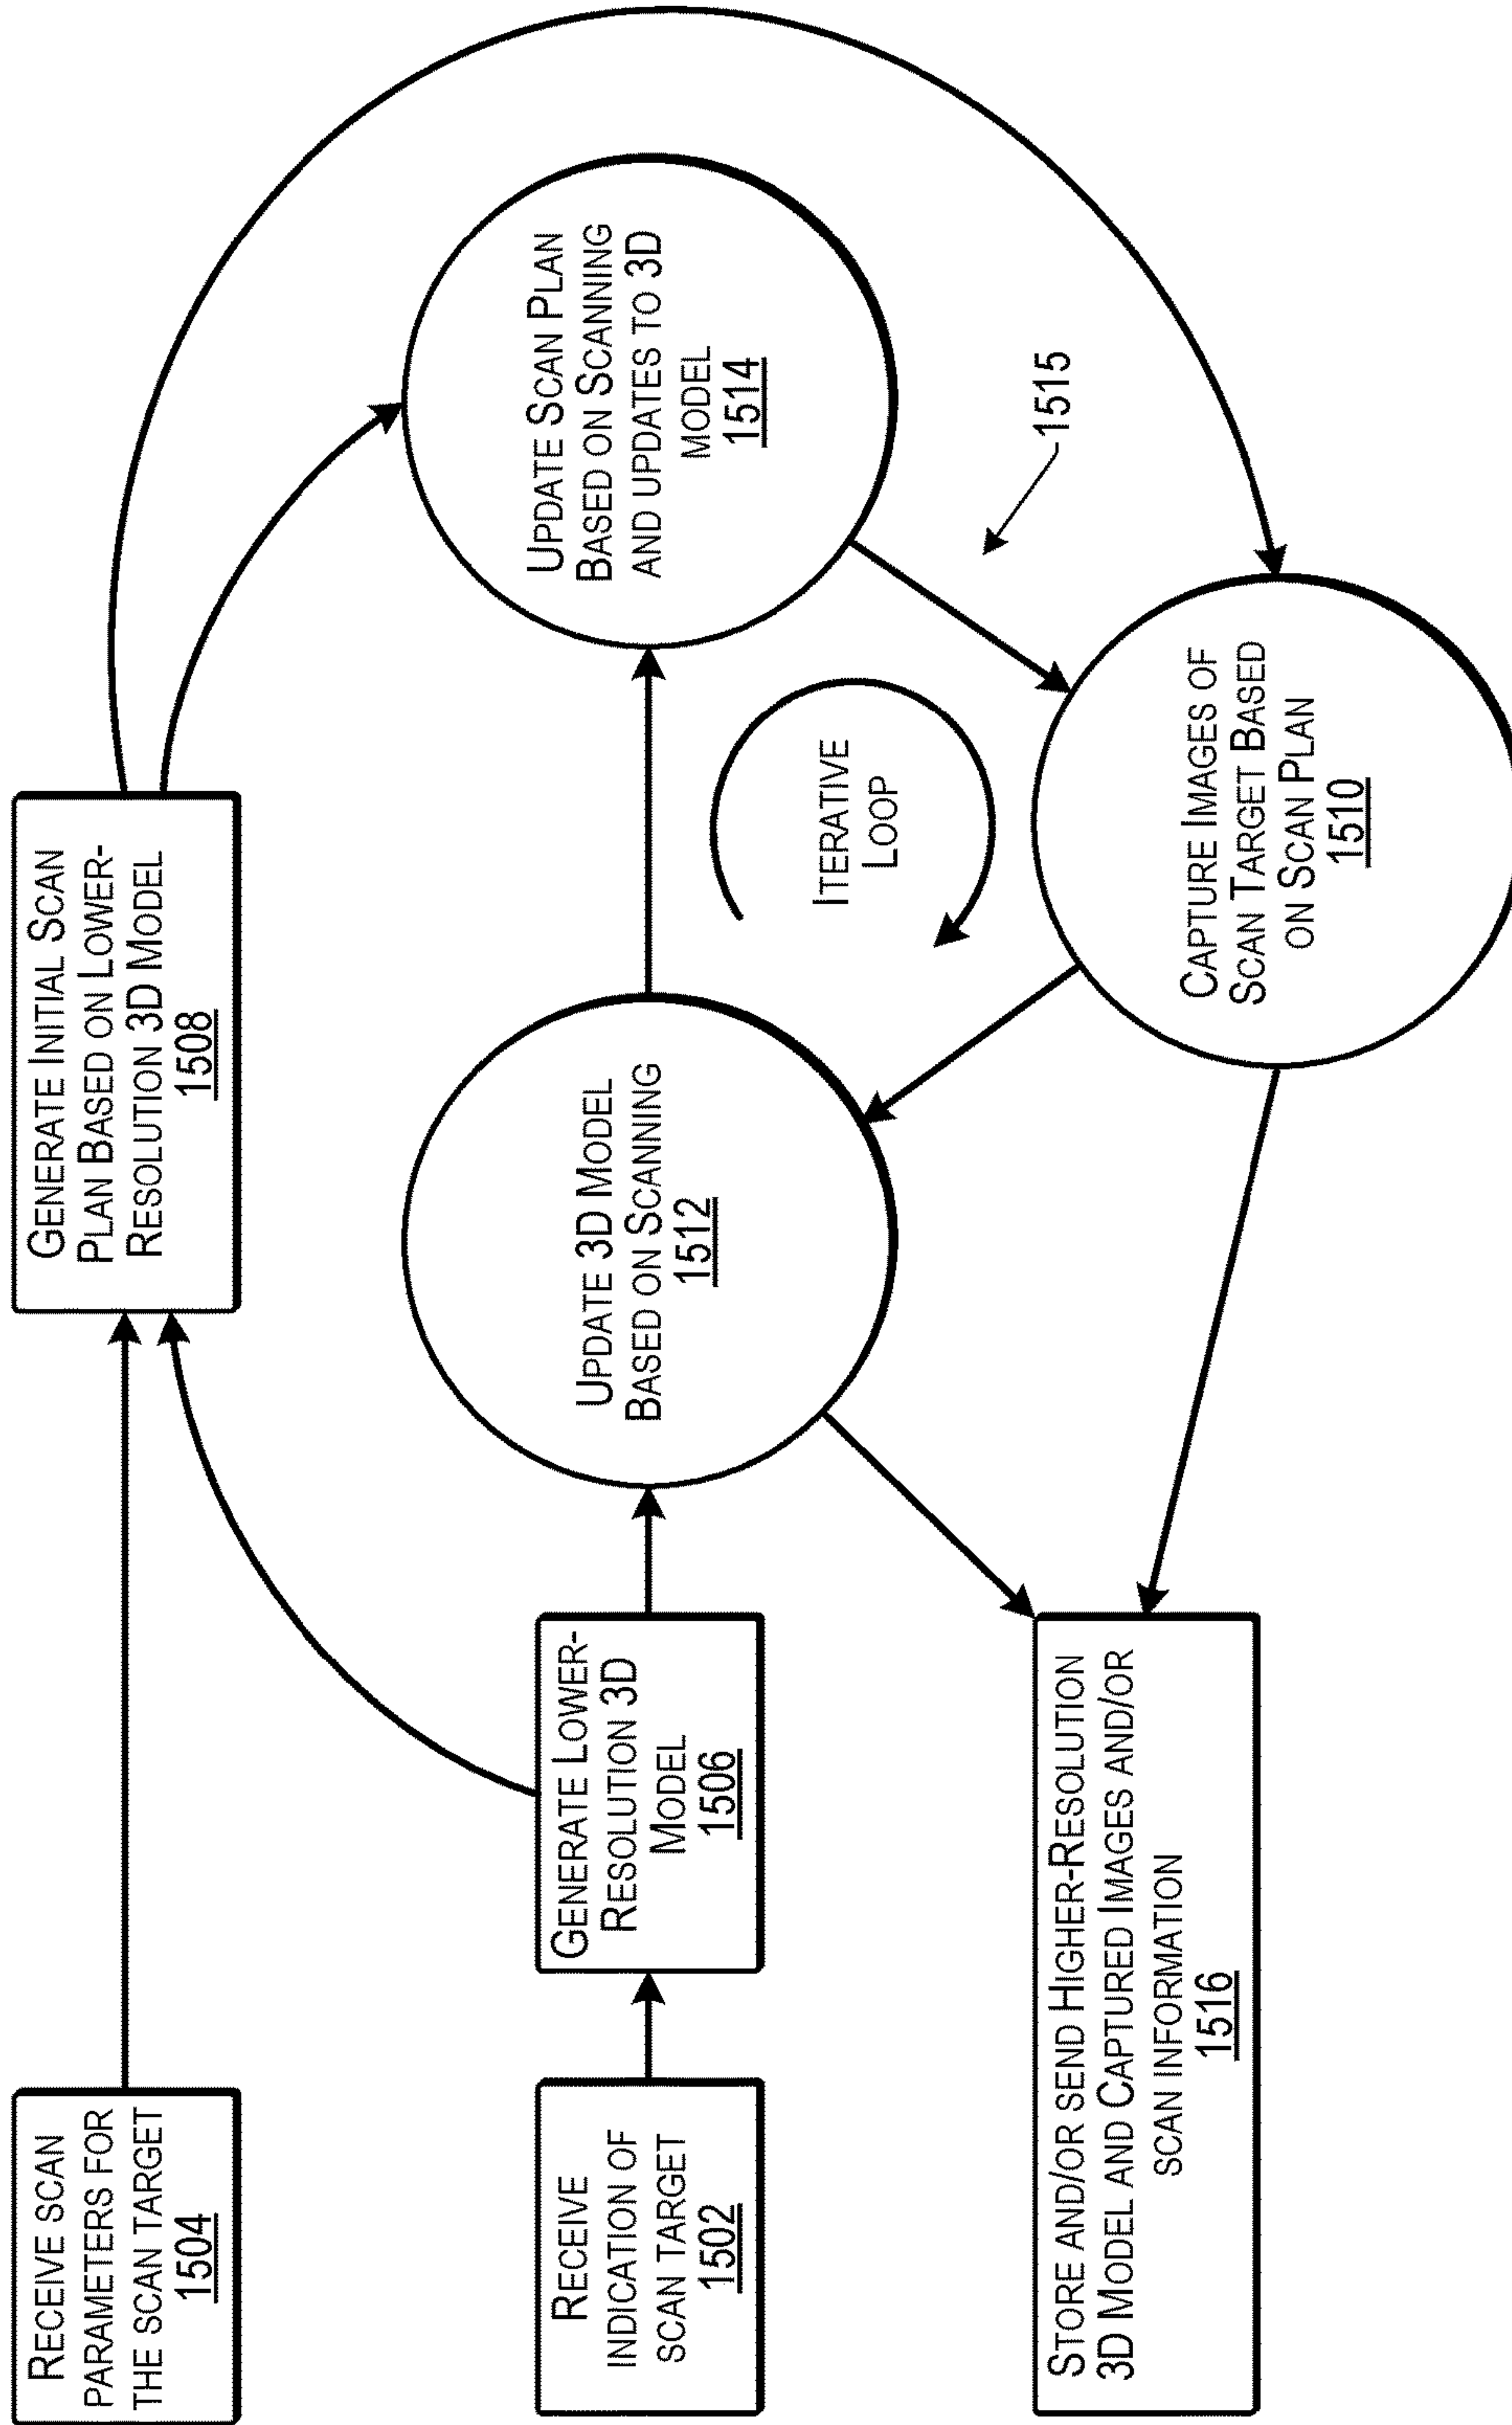 RECEIVE SCAN
PARAMETERS FOR
THE SCAN TARGET
1504
GENERATE INITIAL SCAN
PLAN BASED ON LOWER-
RESOLUTION 3D MODEL
1508
RECEIVE
INDICATION OF
SCAN TARGET
1502
GENERATE LOWER-
RESOLUTION 3D
MODEL
1506
UPDATE 3D MODEL
BASED ON SCANNING
1512
UPDATE SCAN PLAN
BASED ON SCANNING
AND UPDATES TO 3D
MODEL
1514
ITERATIVE
LOOP
1515
STORE AND/OR SEND HIGHER-RESOLUTION
3D MODEL AND CAPTURED IMAGES AND/OR
SCAN INFORMATION
1516
CAPTURE IMAGES OF
SCAN TARGET BASED
ON SCAN PLAN
1510